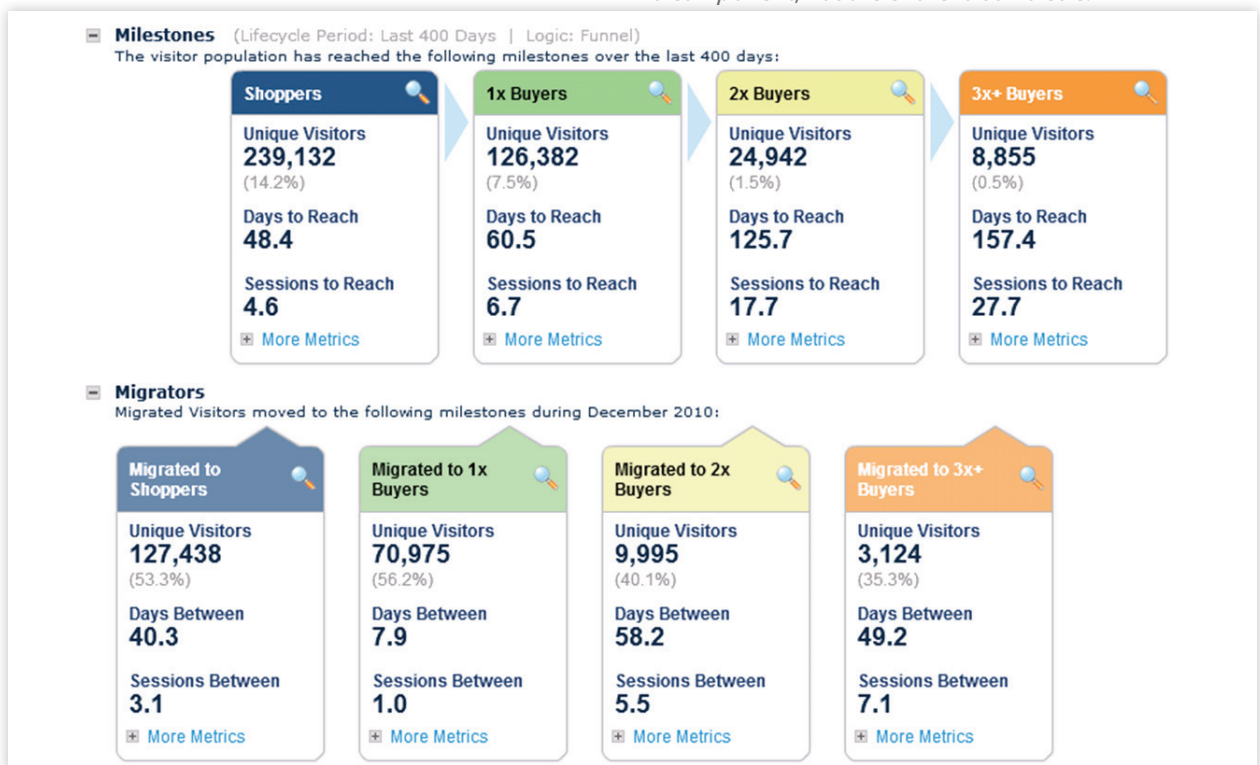 Milestones (Lifecycle Period: Last 400 Days | Logic: Funnel)
The visitor population has reached the following milestones over the last 400 days:
Shoppers
Unique Visitors
239,132
(14.2%)
Days to Reach
48.4
Sessions to Reach
4.6
More Metrics
1x Buyers
Unique Visitors
126,382
(7.5%)
Days to Reach
60.5
Sessions to Reach
6.7
More Metrics
2x Buyers
Unique Visitors
24,942
(1.5%)
Days to Reach
125.7
Sessions to Reach
17.7
More Metrics
3x+ Buyers
Unique Visitors
8,855
(0.5%)
Days to Reach
157.4
Sessions to Reach
27.7
More Metrics
Migrators
Migrated Visitors moved to the following milestones during December 2010:
Migrated to
Shoppers
Unique Visitors
127,438
(53.3%)
Days Between
40.3
Sessions Between
3.1
More Metrics
Migrated to 1x
Buyers
Unique Visitors
70,975
(56.2%)
Days Between
7.9
Sessions Between
1.0
More Metrics
Migrated to 2x
Buyers
Unique Visitors
9,995
(40.1%)
Days Between
58.2
Sessions Between
5.5
More Metrics
Migrated to 3x+
Buyers
Unique Visitors
3,124
(35.3%)
Days Between
49.2
Sessions Between
7.1
More Metrics